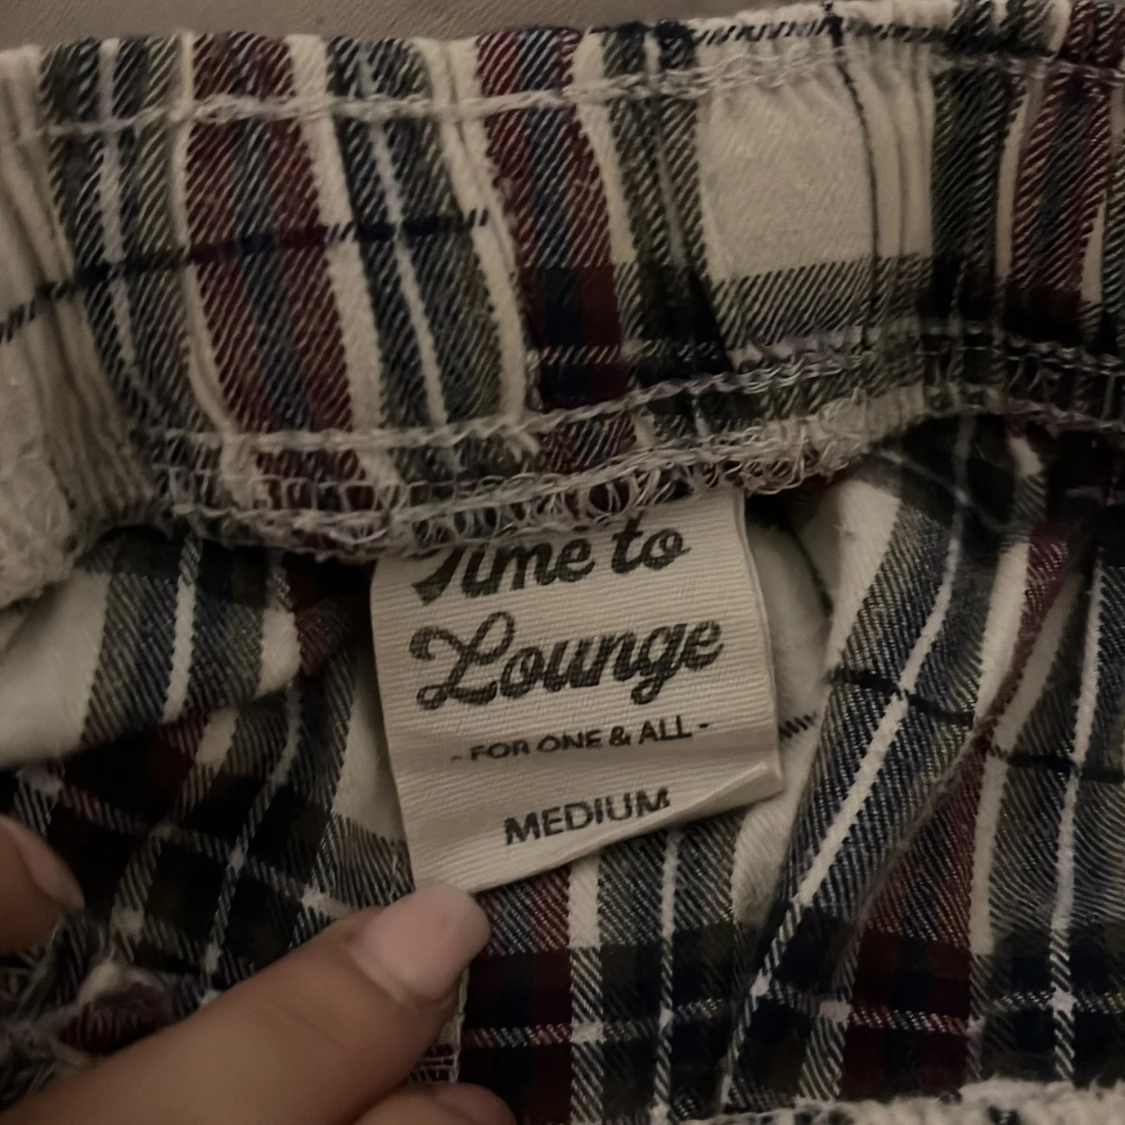 Time to
Lounge
- FOR ONE & ALL -
MEDIUM